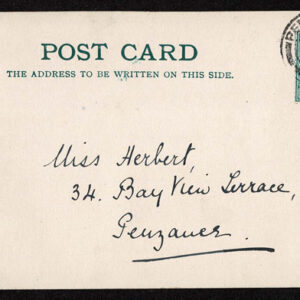 POST CARD
THE ADDRESS TO BE WRITTEN ON THIS SIDE.
Miss Herbert,
34. Bay View Terrace,
Penzance.